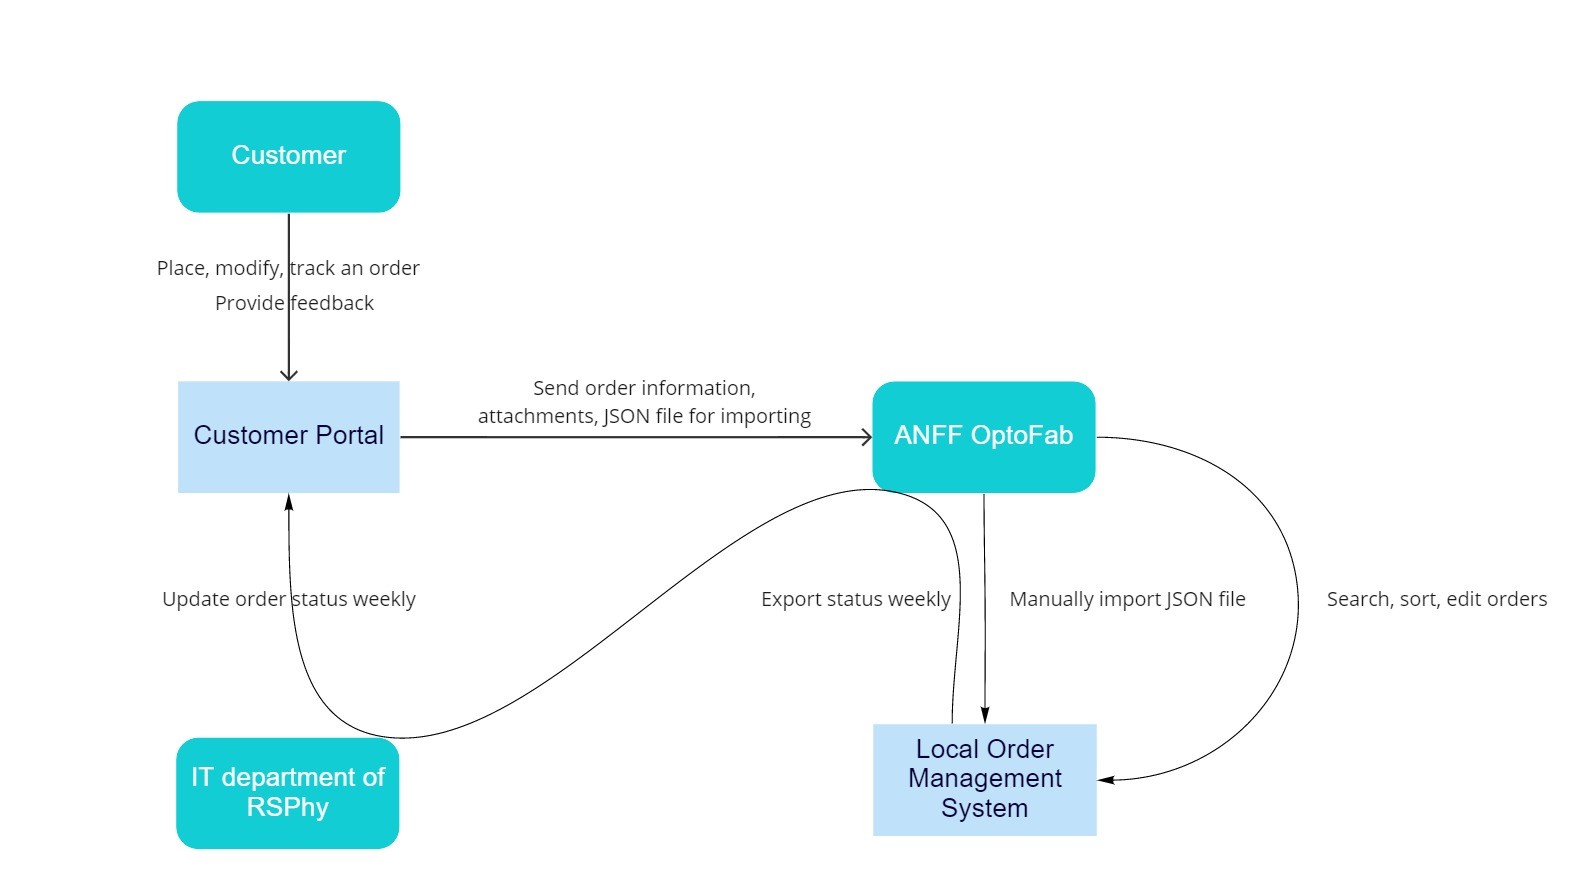 Customer
Place, modify, track an order
Provide feedback
Send order information,
attachments, JSON file for importing
Customer Portal
ANFF OptoFab
Update order status weekly
Export status weekly
Manually import JSON file
Search, sort, edit orders
IT department of
RSPhy
Local Order
Management
System